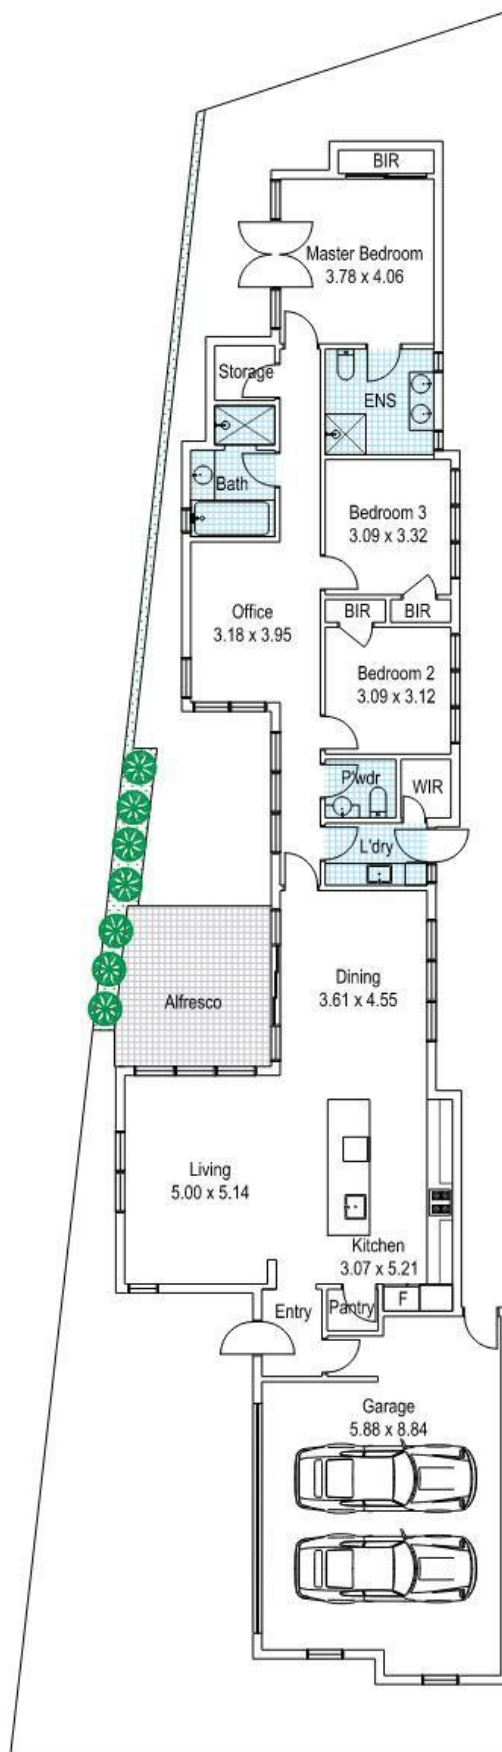 BIR
Master Bedroom
3.78 x 4.06
Storage
ENS
Bath
Bedroom 3
3.09 x 3.32
BIR
BIR
Office
3.18 x 3.95
Bedroom 2
3.09 x 3.12
P'wdr
WIR
L'dry
Dining
3.61 x 4.55
Alfresco
Living
5.00 x 5.14
Kitchen
3.07 x 5.21
Entry
Pantry
F
Garage
5.88 x 8.84